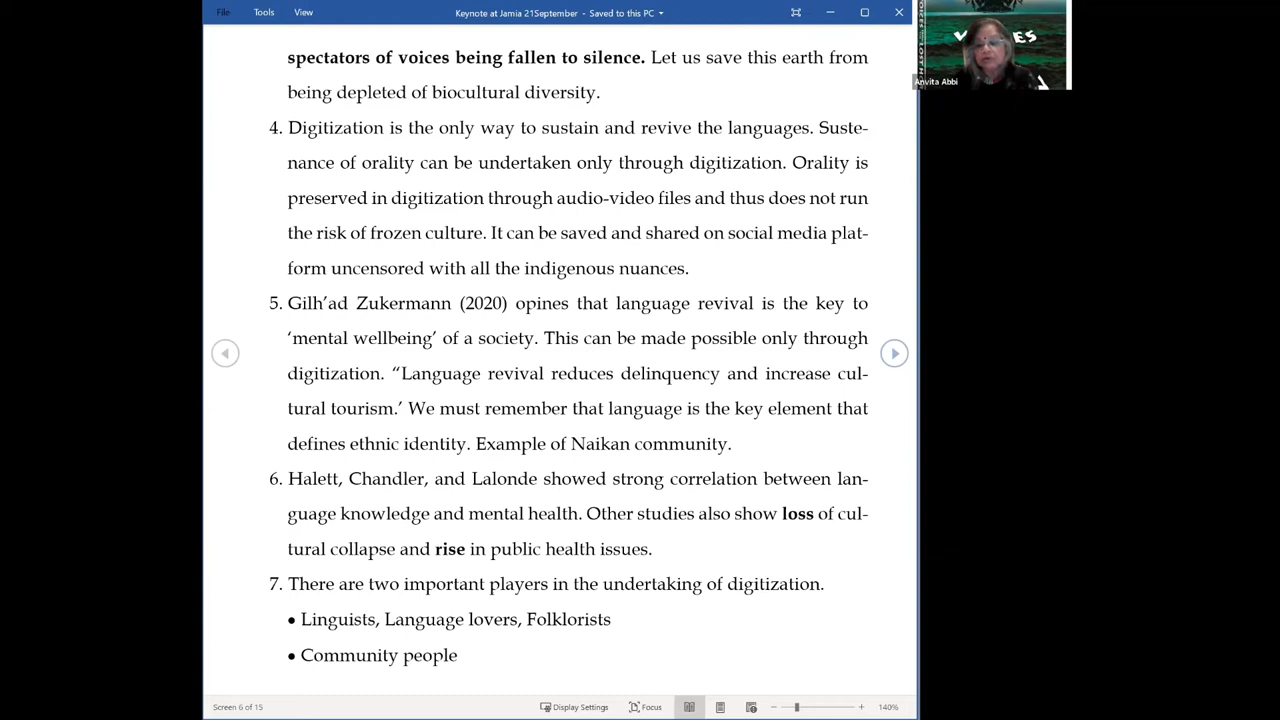 File Tools View Keynote at Jamia 21September - Saved to this PC
spectators of voices being fallen to silence. Let us save this earth from
being depleted of biocultural diversity.
4. Digitization is the only way to sustain and revive the languages. Suste-
nance of orality can be undertaken only through digitization. Orality is
preserved in digitization through audio-video files and thus does not run
the risk of frozen culture. It can be saved and shared on social media plat-
form uncensored with all the indigenous nuances.
5. Gilh’ad Zukermann (2020) opines that language revival is the key to
‘mental wellbeing’ of a society. This can be made possible only through
digitization. “Language revival reduces delinquency and increase cul-
tural tourism.’ We must remember that language is the key element that
defines ethnic identity. Example of Naikan community.
6. Halett, Chandler, and Lalonde showed strong correlation between lan-
guage knowledge and mental health. Other studies also show loss of cul-
tural collapse and rise in public health issues.
7. There are two important players in the undertaking of digitization.
• Linguists, Language lovers, Folklorists
• Community people
Screen 6 of 15 Display Settings Focus 140%
Anvita Abbi